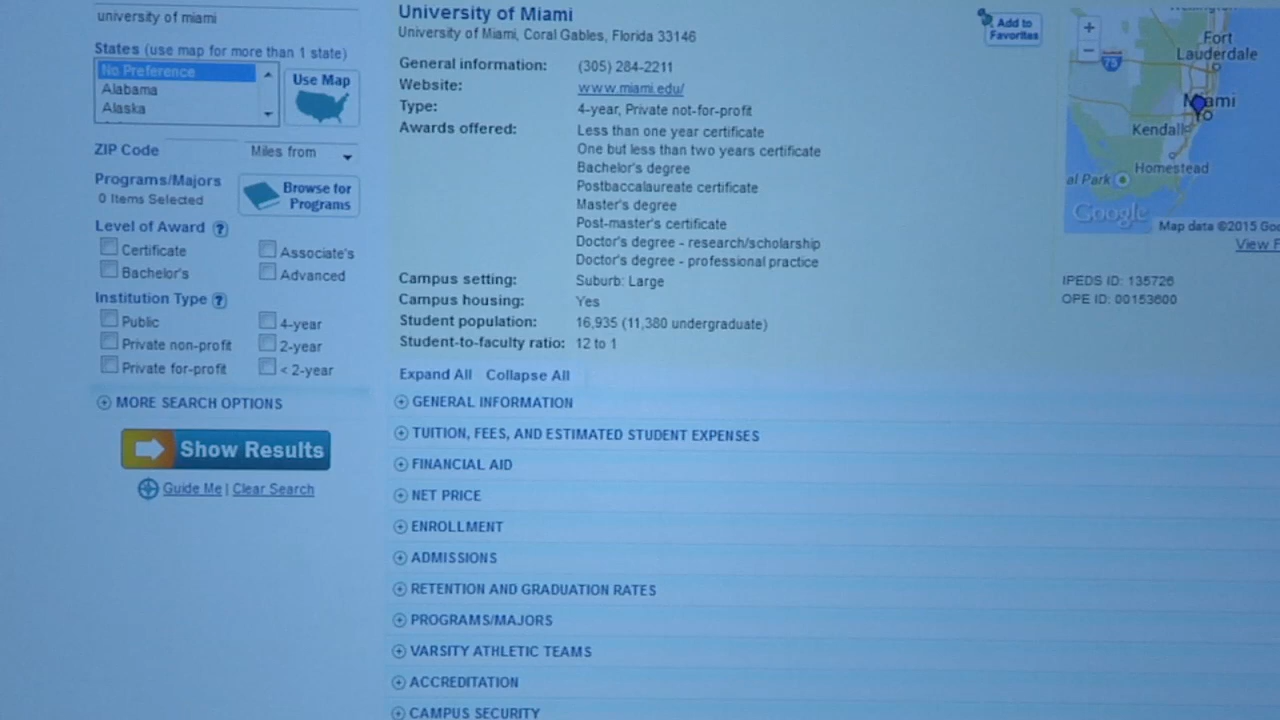 university of miami
States (use map for more than 1 state)
No Preference
Alabama
Alaska
Use Map
ZIP Code
Miles from
Programs/Majors
0 Items Selected
Browse for
Programs
Level of Award ?
Certificate
Associate's
Bachelor's
Advanced
Institution Type ?
Public
4-year
Private non-profit
2-year
Private for-profit
< 2-year
MORE SEARCH OPTIONS
Show Results
Guide Me | Clear Search
University of Miami
University of Miami, Coral Gables, Florida 33146
General information: (305) 284-2211
Website: www.miami.edu/
Type: 4-year, Private not-for-profit
Awards offered: Less than one year certificate
One but less than two years certificate
Bachelor's degree
Postbaccalaureate certificate
Master's degree
Post-master's certificate
Doctor's degree - research/scholarship
Doctor's degree - professional practice
Campus setting: Suburb: Large
Campus housing: Yes
Student population: 16,935 (11,380 undergraduate)
Student-to-faculty ratio: 12 to 1
Expand All Collapse All
GENERAL INFORMATION
TUITION, FEES, AND ESTIMATED STUDENT EXPENSES
FINANCIAL AID
NET PRICE
ENROLLMENT
ADMISSIONS
RETENTION AND GRADUATION RATES
PROGRAMS/MAJORS
VARSITY ATHLETIC TEAMS
ACCREDITATION
CAMPUS SECURITY
Add to
Favorites
+
−
75
Fort
Lauderdale
Miami
Kendall
Homestead
al Park
Google
Map data ©2015 Goo
View F
IPEDS ID: 135726
OPE ID: 00153600